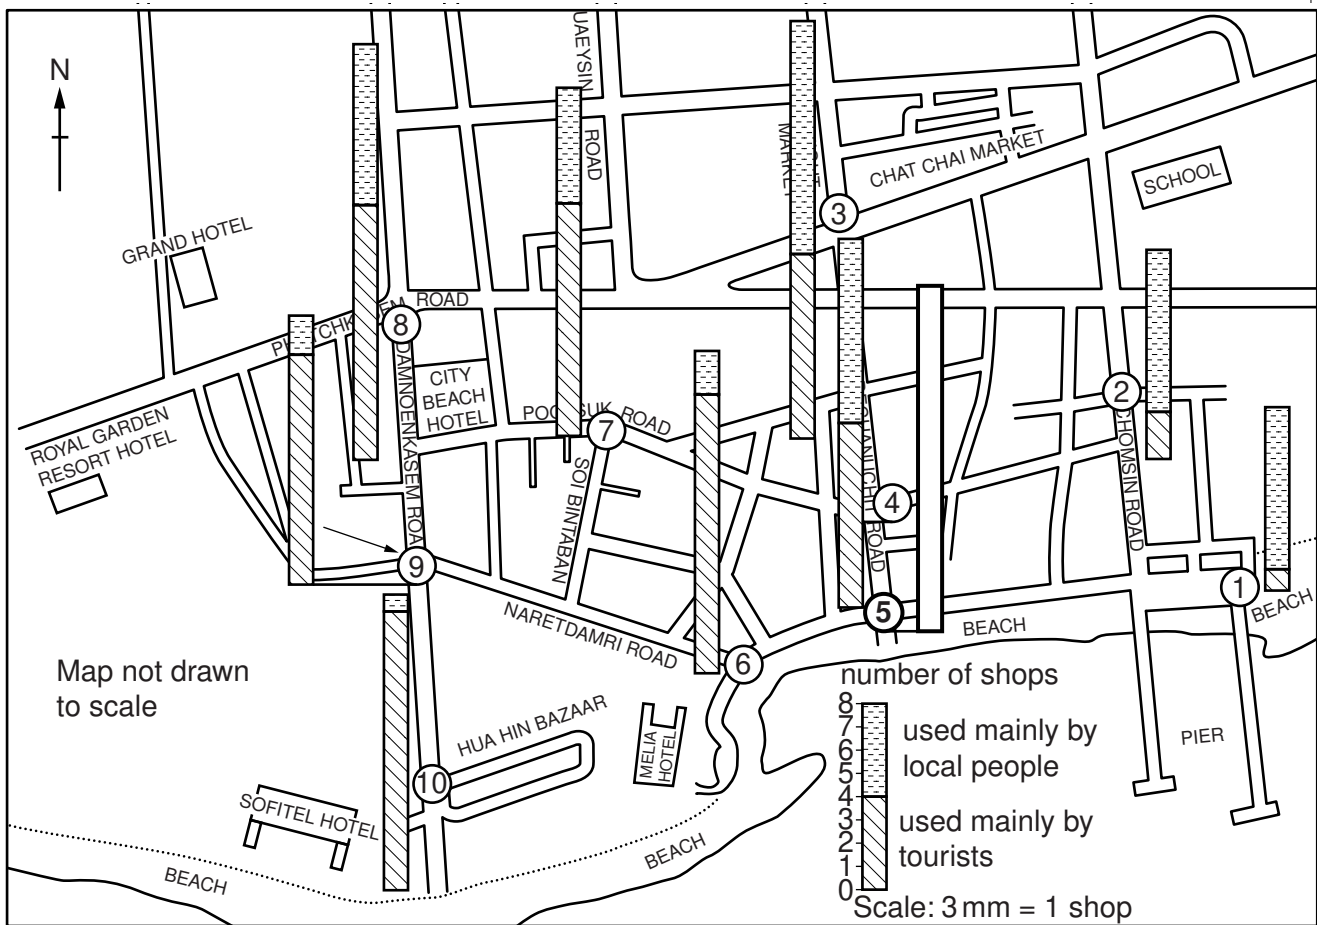 N
UAEYSIN
ROAD
MARKET
CHAT CHAI MARKET
SCHOOL
3
GRAND HOTEL
ROAD
8
CITY
BEACH
HOTEL
DAMNOENKASEM ROAD
ROAD
7
2
CHOMSIN ROAD
ROYAL GARDEN
RESORT HOTEL
SOI BINTABAN
4
ROAD
9
5
1
BEACH
NARETDAMRI ROAD
BEACH
6
Map not drawn
to scale
number of shops
8
7
6
5
4
3
2
1
0
used mainly by
local people
used mainly by
tourists
Scale: 3 mm = 1 shop
HUA HIN BAZAAR
MELIA
HOTEL
PIER
10
SOFITEL HOTEL
BEACH
BEACH